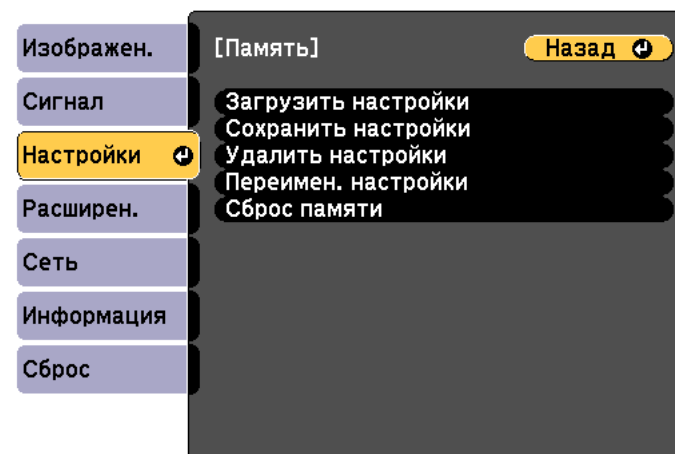 Изображен.
Сигнал
Настройки
Расширен.
Сеть
Информация
Сброс
[Память]
Назад
Загрузить настройки
Сохранить настройки
Удалить настройки
Переимен. настройки
Сброс памяти